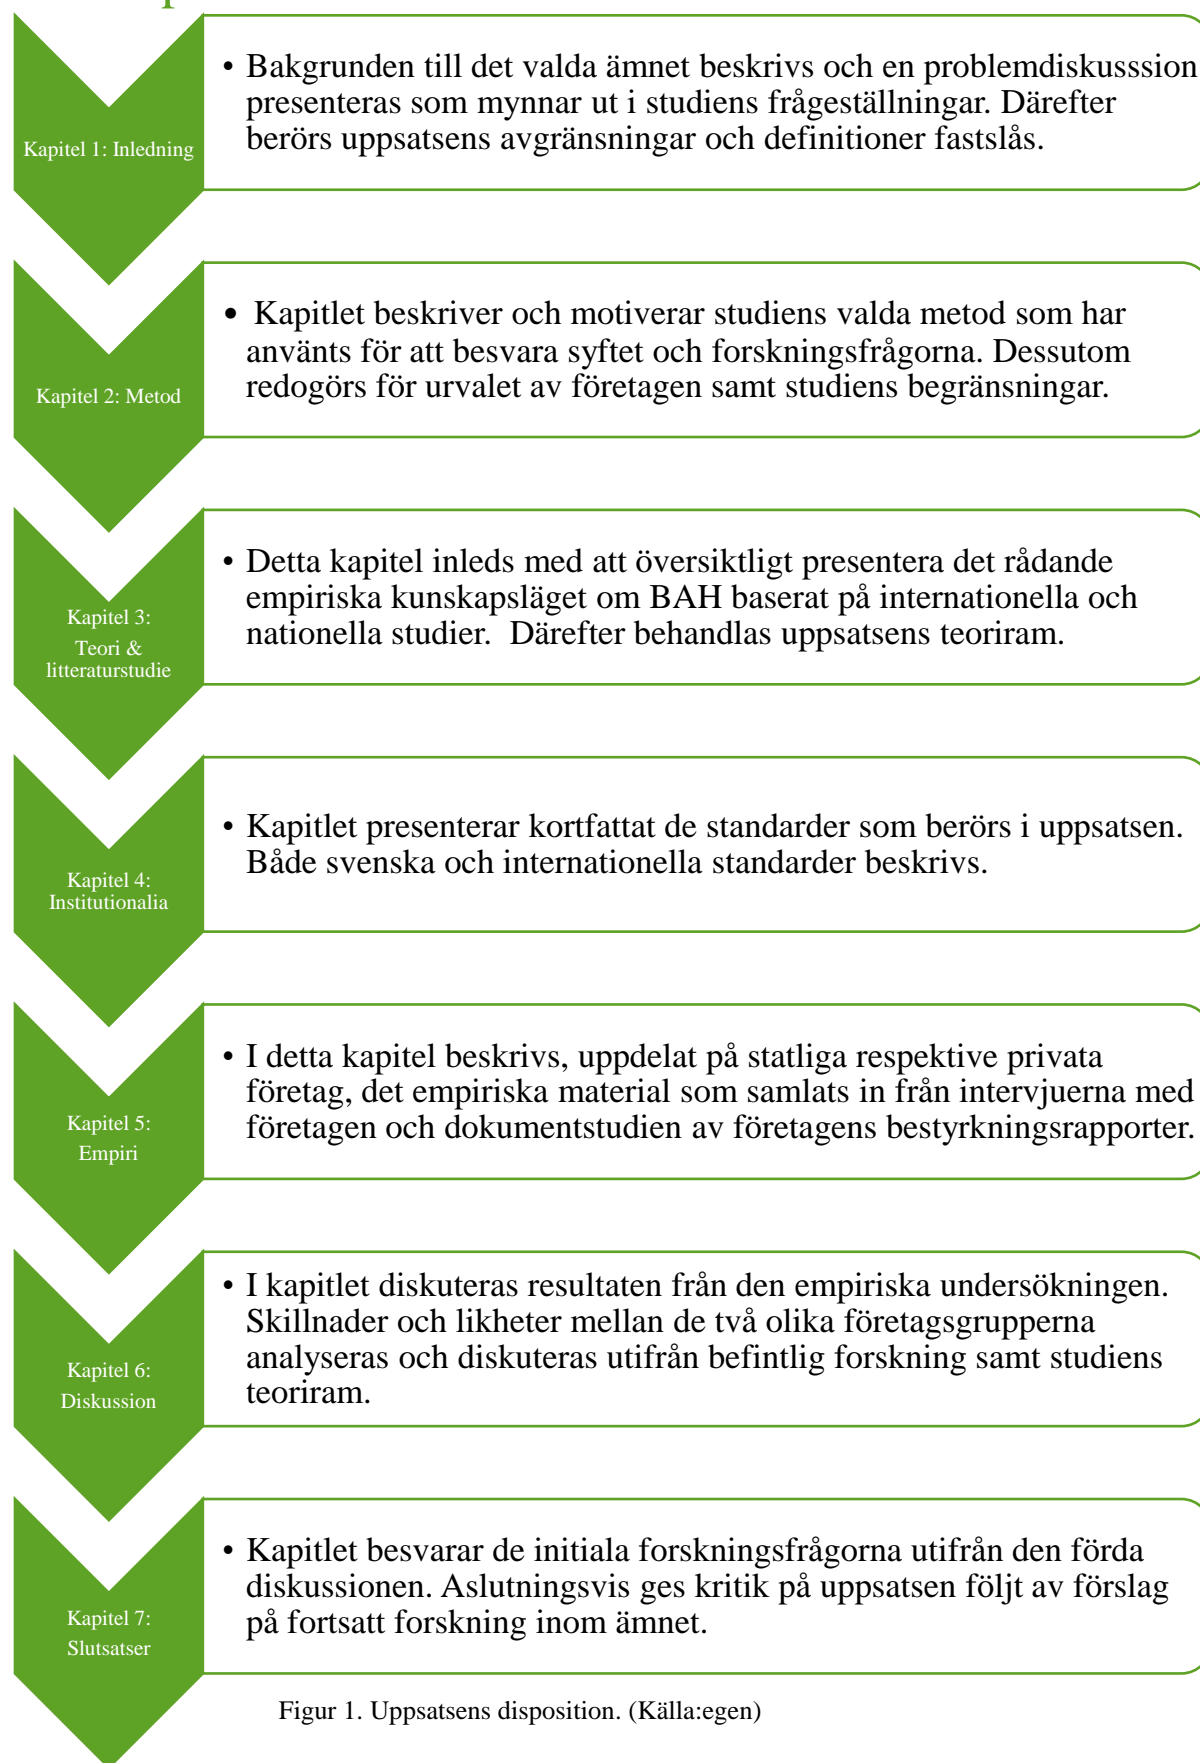 Kapitel 1: Inledning
• Bakgrunden till det valda ämnet beskrivs och en problemdiskusssion
presenteras som mynnar ut i studiens frågeställningar. Därefter
berörs uppsatsens avgränsningar och definitioner fastslås.
Kapitel 2: Metod
• Kapitlet beskriver och motiverar studiens valda metod som har
använts för att besvara syftet och forskningsfrågorna. Dessutom
redogörs för urvalet av företagen samt studiens begränsningar.
Kapitel 3:
Teori &
litteraturstudie
• Detta kapitel inleds med att översiktligt presentera det rådande
empiriska kunskapsläget om BAH baserat på internationella och
nationella studier. Därefter behandlas uppsatsens teoriram.
Kapitel 4:
Institutionalia
• Kapitlet presenterar kortfattat de standarder som berörs i uppsatsen.
Både svenska och internationella standarder beskrivs.
Kapitel 5:
Empiri
• I detta kapitel beskrivs, uppdelat på statliga respektive privata
företag, det empiriska material som samlats in från intervjuerna med
företagen och dokumentstudien av företagens bestyrkningsrapporter.
Kapitel 6:
Diskussion
• I kapitlet diskuteras resultaten från den empiriska undersökningen.
Skillnader och likheter mellan de två olika företagsgrupperna
analyseras och diskuteras utifrån befintlig forskning samt studiens
teoriram.
Kapitel 7:
Slutsatser
• Kapitlet besvarar de initiala forskningsfrågorna utifrån den förda
diskussionen. Aslutningsvis ges kritik på uppsatsen följt av förslag
på fortsatt forskning inom ämnet.
Figur 1. Uppsatsens disposition. (Källa:egen)